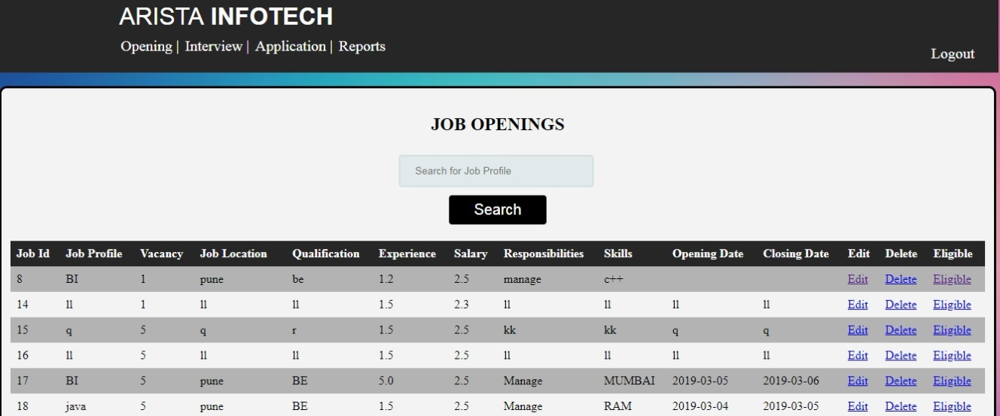 ARISTA INFOTECH
Opening | Interview | Application | Reports
Logout
JOB OPENINGS
Search for Job Profile
Search
Job Id Job Profile Vacancy Job Location Qualification Experience Salary Responsibilities Skills Opening Date Closing Date Edit Delete Eligible
8 BI 1 pune be 1.2 2.5 manage c++ Edit Delete Eligible
14 ll 1 ll ll 1.5 2.3 ll ll ll ll Edit Delete Eligible
15 q 5 q r 1.5 2.5 kk kk q q Edit Delete Eligible
16 ll 5 ll ll 1.5 2.5 ll ll ll ll Edit Delete Eligible
17 BI 5 pune BE 5.0 2.5 Manage MUMBAI 2019-03-05 2019-03-06 Edit Delete Eligible
18 java 5 pune BE 1.5 2.5 Manage RAM 2019-03-04 2019-03-05 Edit Delete Eligible